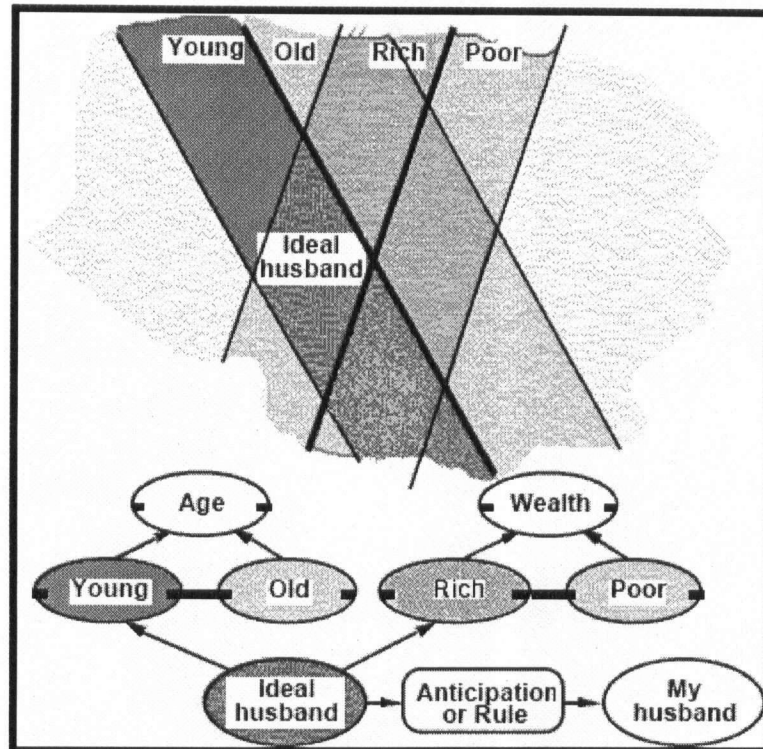 Young Old Rich Poor
Ideal
husband
Age Wealth
Young Old Rich Poor
Ideal
husband
Anticipation
or Rule
My
husband